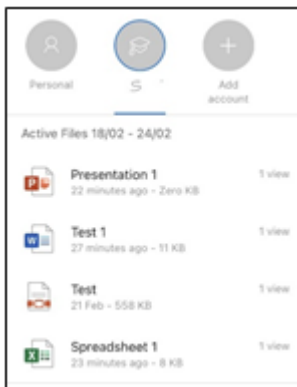 Personal
S
Add
account
Active Files 18/02 - 24/02
Presentation 1
1 view
22 minutes ago - Zero KB
Test 1
1 view
27 minutes ago - 11 KB
Test
1 view
21 Feb - 558 KB
Spreadsheet 1
1 view
23 minutes ago - 8 KB